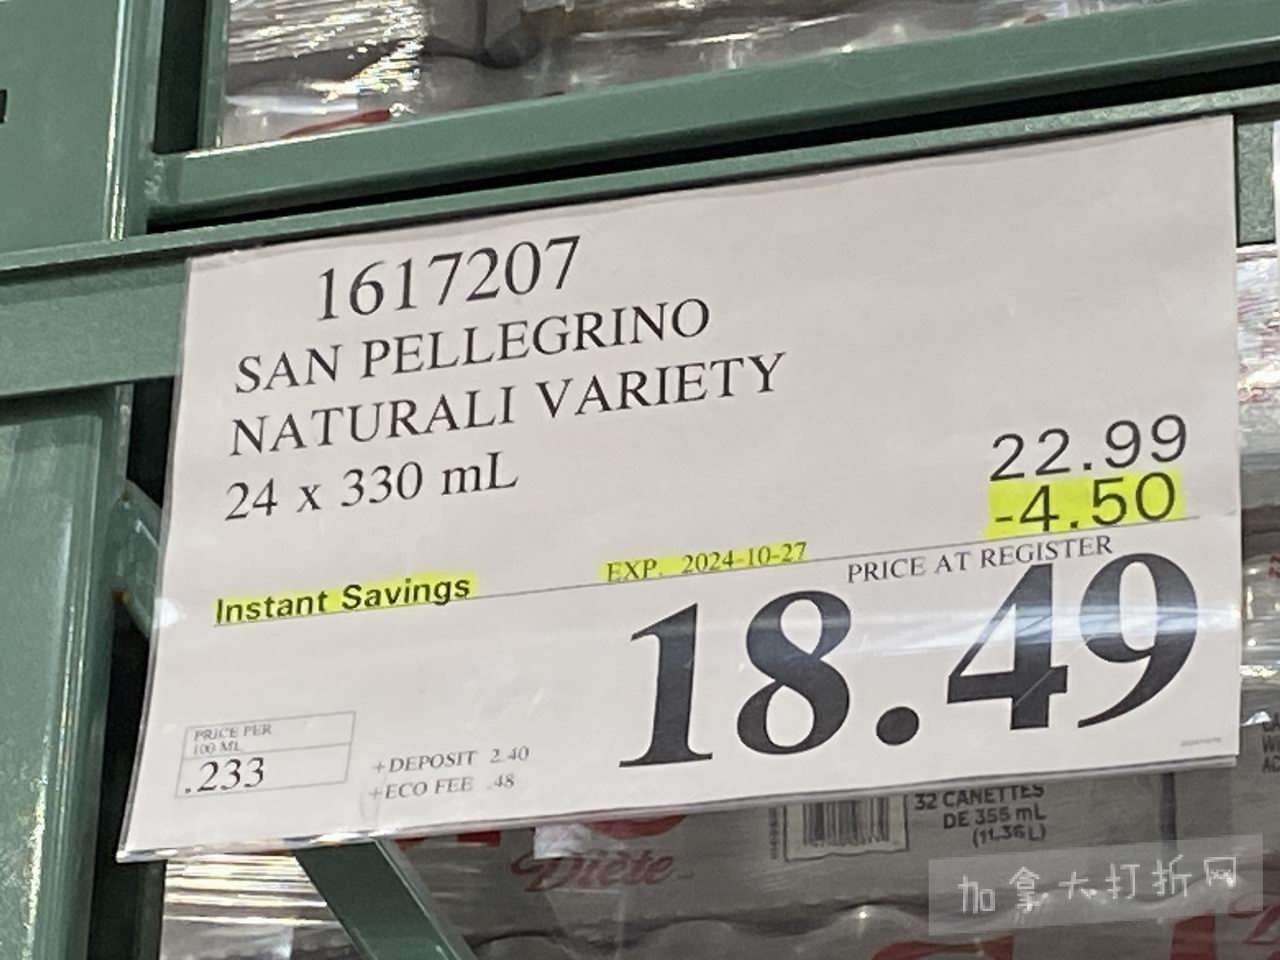 1617207
SAN PELLEGRINO
NATURALI VARIETY
24 x 330 mL
22.99
-4.50
Instant Savings
EXP. 2024-10-27
PRICE AT REGISTER
18.49
PRICE PER
100 ML
.233
+DEPOSIT 2.40
+ECO FEE .48
32 CANETTES
DE 355 mL
(11.36L)
Diète
加拿大打折网